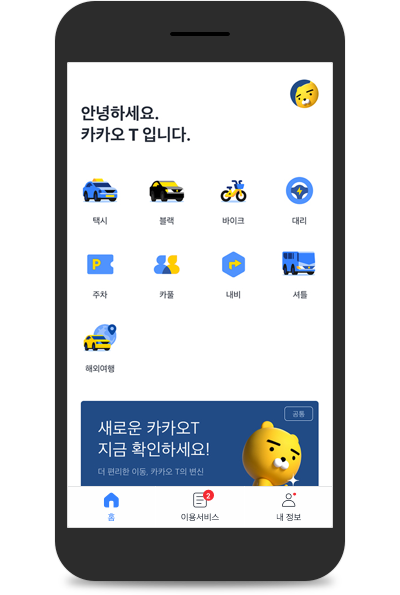 안녕하세요.
카카오 T 입니다.
택시
블랙
바이크
대리
P
주차
카풀
내비
셔틀
해외여행
공통
새로운 카카오T
지금 확인하세요!
더 편리한 이동, 카카오 T의 변신
2
홈
이용서비스
내 정보